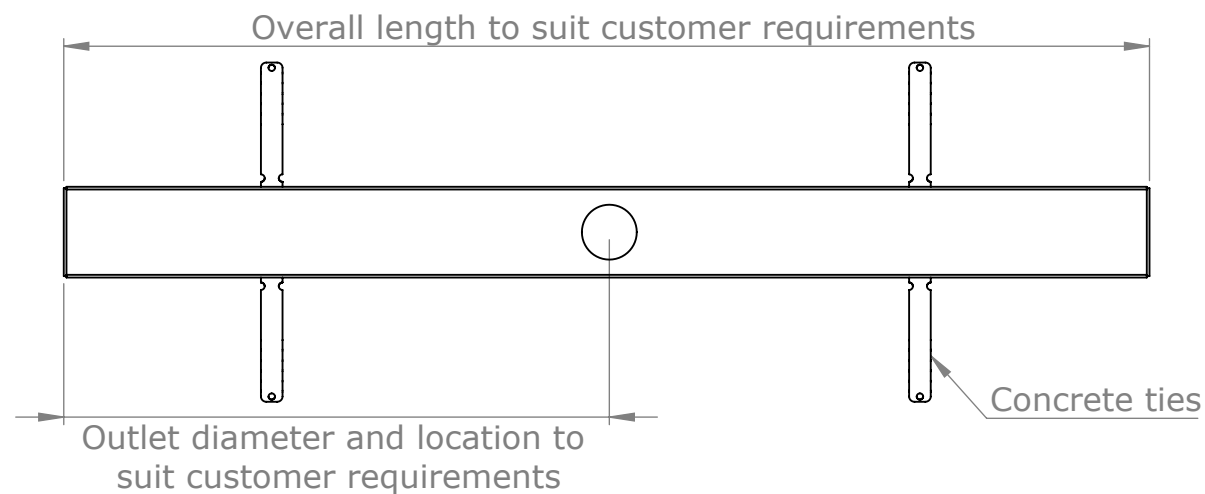 Overall length to suit customer requirements
Concrete ties
Outlet diameter and location to
suit customer requirements